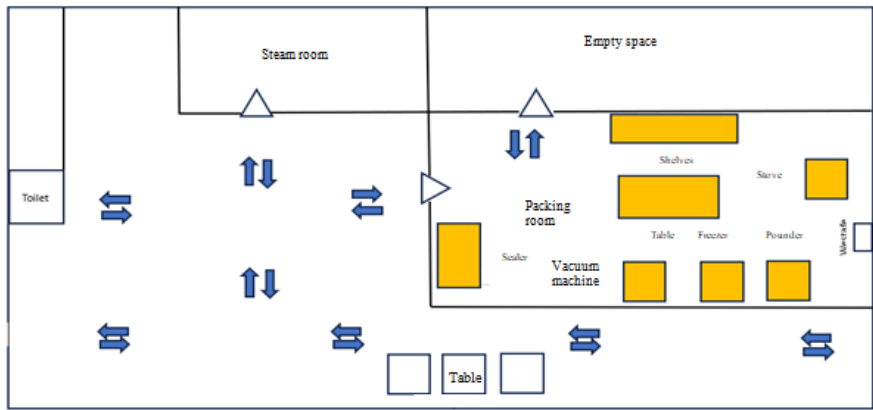 Steam room
Empty space
Shelves
Stove
Toilet
Packing
room
Table
Freezer
Pounder
Sealer
Vacuum
machine
Table